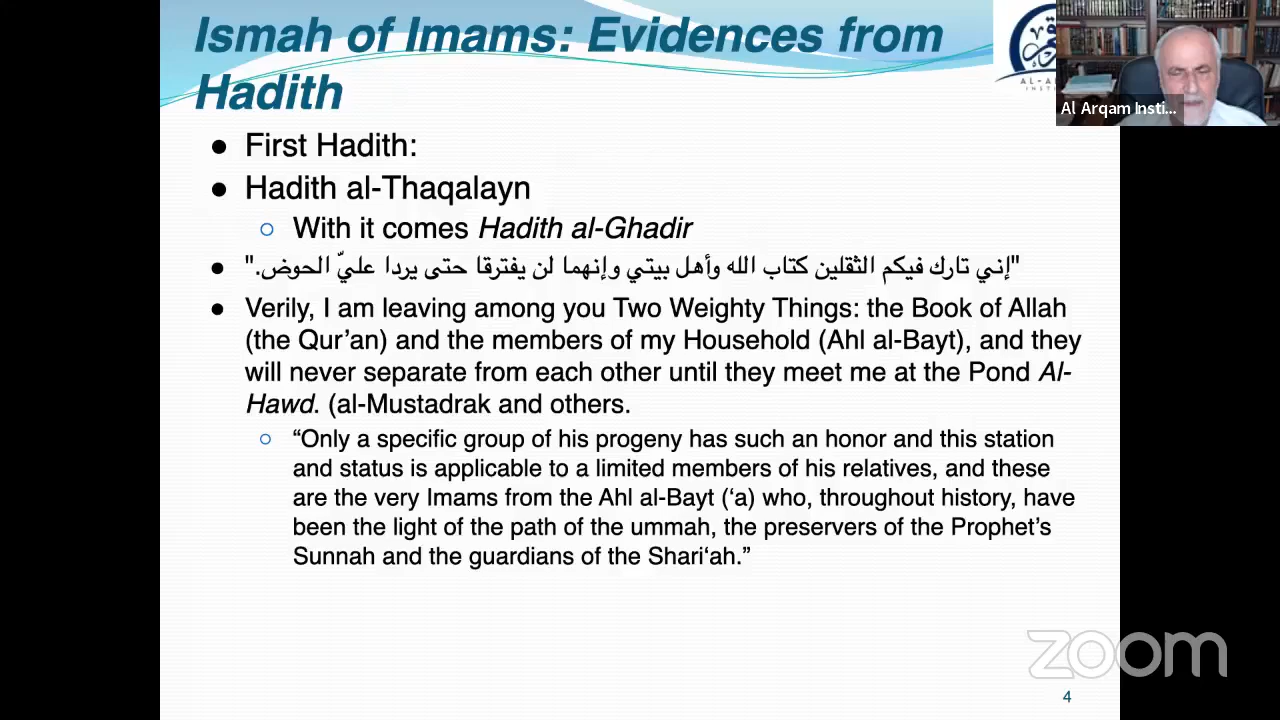 Ismah of Imams: Evidences from
Hadith
Al Arqam Insti...
● First Hadith:
● Hadith al-Thaqalayn
○ With it comes Hadith al-Ghadir
● "إني تارك فيكم الثقلين كتاب الله وأهل بيتي وإنهما لن يفترقا حتى يردا عليّ الحوض."
● Verily, I am leaving among you Two Weighty Things: the Book of Allah
(the Qur’an) and the members of my Household (Ahl al-Bayt), and they
will never separate from each other until they meet me at the Pond Al-
Hawd. (al-Mustadrak and others.
○ “Only a specific group of his progeny has such an honor and this station
and status is applicable to a limited members of his relatives, and these
are the very Imams from the Ahl al-Bayt (‘a) who, throughout history, have
been the light of the path of the ummah, the preservers of the Prophet’s
Sunnah and the guardians of the Shari‘ah.”
zoom
4